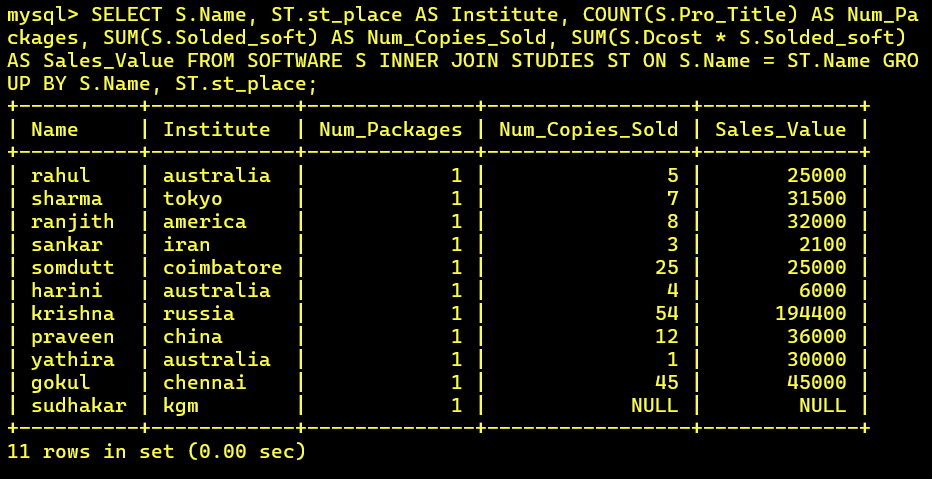 mysql> SELECT S.Name, ST.st_place AS Institute, COUNT(S.Pro_Title) AS Num_Pa
ckages, SUM(S.Solded_soft) AS Num_Copies_Sold, SUM(S.Dcost * S.Solded_soft)
AS Sales_Value FROM SOFTWARE S INNER JOIN STUDIES ST ON S.Name = ST.Name GRO
UP BY S.Name, ST.st_place;
+----------+------------+--------------+-----------------+-------------+
| Name     | Institute  | Num_Packages | Num_Copies_Sold | Sales_Value |
+----------+------------+--------------+-----------------+-------------+
| rahul    | australia  |            1 |               5 |       25000 |
| sharma   | tokyo      |            1 |               7 |       31500 |
| ranjith  | america    |            1 |               8 |       32000 |
| sankar   | iran       |            1 |               3 |        2100 |
| somdutt  | coimbatore |            1 |              25 |       25000 |
| harini   | australia  |            1 |               4 |        6000 |
| krishna  | russia     |            1 |              54 |      194400 |
| praveen  | china      |            1 |              12 |       36000 |
| yathira  | australia  |            1 |               1 |       30000 |
| gokul    | chennai    |            1 |              45 |       45000 |
| sudhakar | kgm        |            1 |            NULL |        NULL |
+----------+------------+--------------+-----------------+-------------+
11 rows in set (0.00 sec)